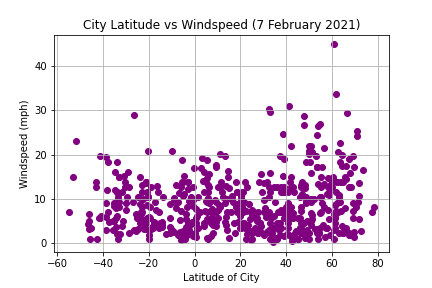 City Latitude vs Windspeed (7 February 2021)
Windspeed (mph)
40
30
20
10
0
−60 −40 −20 0 20 40 60 80
Latitude of City